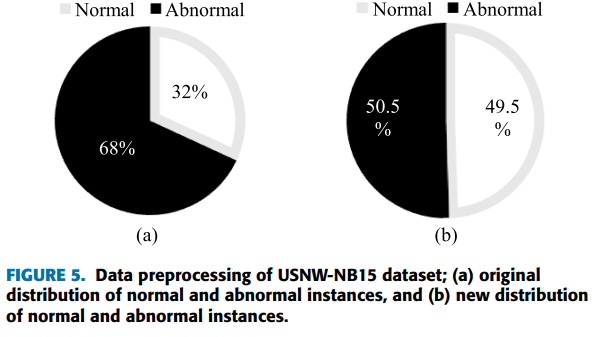 Normal Abnormal
32%
68%
(a)
Normal Abnormal
50.5
%
49.5
%
(b)
FIGURE 5. Data preprocessing of USNW-NB15 dataset; (a) original
distribution of normal and abnormal instances, and (b) new distribution
of normal and abnormal instances.